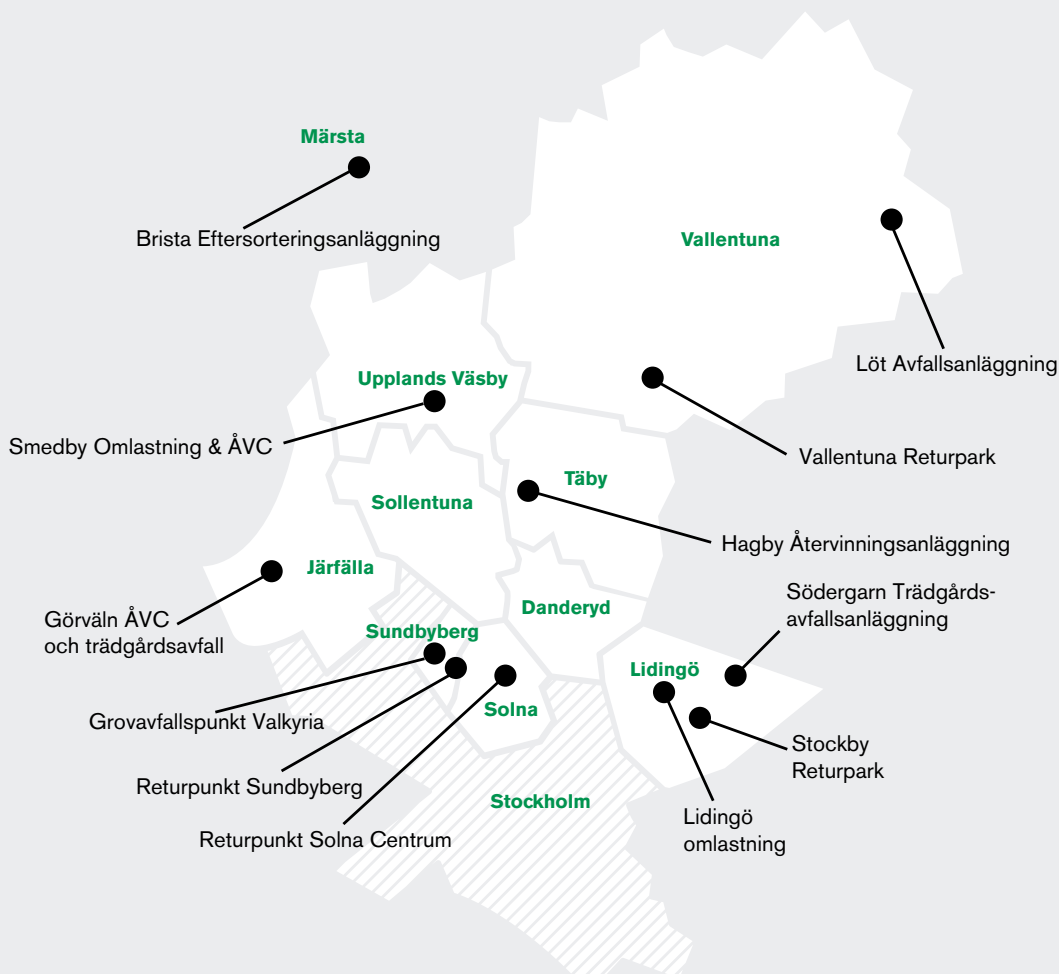 Märsta
Brista Eftersorteringsanläggning
Vallentuna
Löt Avfallsanläggning
Upplands Väsby
Smedby Omlastning & ÅVC
Vallentuna Returpark
Täby
Sollentuna
Hagby Återvinningsanläggning
Järfälla
Görväln ÅVC
och trädgårdsavfall
Danderyd
Södergarn Trädgårds-
avfallsanläggning
Sundbyberg
Lidingö
Grovavfallspunkt Valkyria
Solna
Stockby
Returpark
Returpunkt Sundbyberg
Stockholm
Lidingö
omlastning
Returpunkt Solna Centrum